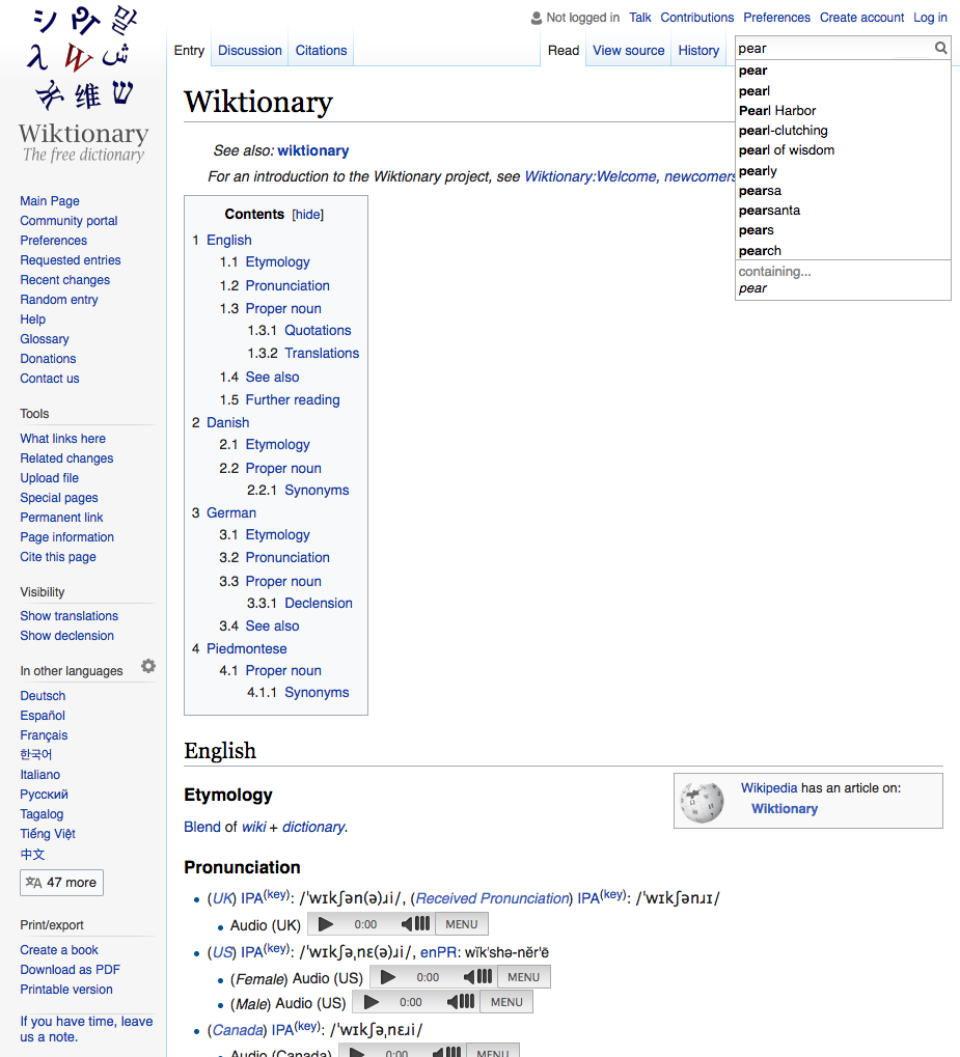 シ りぃ 말
λ W ش
维 ש
Wiktionary
The free dictionary
Main Page
Community portal
Preferences
Requested entries
Recent changes
Random entry
Help
Glossary
Donations
Contact us
Tools
What links here
Related changes
Upload file
Special pages
Permanent link
Page information
Cite this page
Visibility
Show translations
Show declension
In other languages
Deutsch
Español
Français
한국어
Italiano
Русский
Tagalog
Tiếng Việt
中文
47 more
Print/export
Create a book
Download as PDF
Printable version
If you have time, leave
us a note.
Not logged in Talk Contributions Preferences Create account Log in
Entry Discussion Citations Read View source History
pear
pear
pearl
Pearl Harbor
pearl-clutching
pearl of wisdom
pearly
pearsa
pearsanta
pears
pearch
containing...
pear
Wiktionary
See also: wiktionary
For an introduction to the Wiktionary project, see Wiktionary:Welcome, newcomers
Contents [hide]
1 English
1.1 Etymology
1.2 Pronunciation
1.3 Proper noun
1.3.1 Quotations
1.3.2 Translations
1.4 See also
1.5 Further reading
2 Danish
2.1 Etymology
2.2 Proper noun
2.2.1 Synonyms
3 German
3.1 Etymology
3.2 Pronunciation
3.3 Proper noun
3.3.1 Declension
3.4 See also
4 Piedmontese
4.1 Proper noun
4.1.1 Synonyms
English
Etymology
Wikipedia has an article on:
Wiktionary
Blend of wiki + dictionary.
Pronunciation
• (UK) IPA(key): /ˈwɪkʃən(ə)ɹi/, (Received Pronunciation) IPA(key): /ˈwɪkʃənɹɪ/
• Audio (UK) 0:00 MENU
• (US) IPA(key): /ˈwɪkʃəˌnɛ(ə)ɹi/, enPR: wĭkʹshə-nĕrʹē
• (Female) Audio (US) 0:00 MENU
• (Male) Audio (US) 0:00 MENU
• (Canada) IPA(key): /ˈwɪkʃəˌnɛɹi/
• Audio (Canada) 0:00 MENU